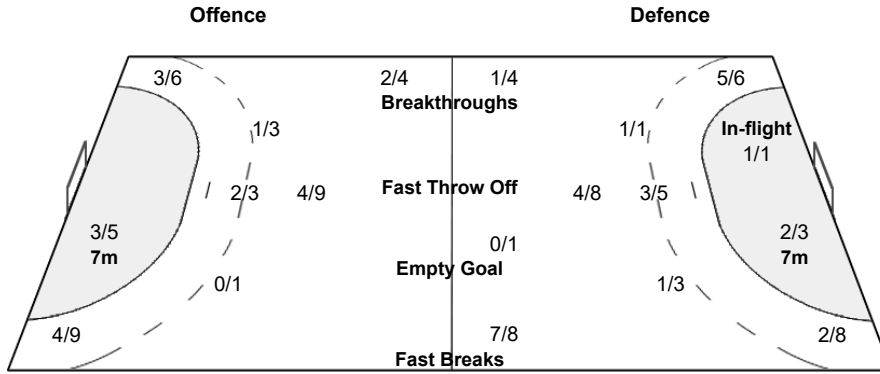 Offence Defence
3/6 2/4 1/4 5/6
Breakthroughs
1/3 1/1 In-flight
1/1
2/3 4/9 Fast Throw Off 4/8 3/5
3/5 0/1 2/3
7m Empty Goal 7m
0/1 1/3
4/9 7/8 2/8
Fast Breaks